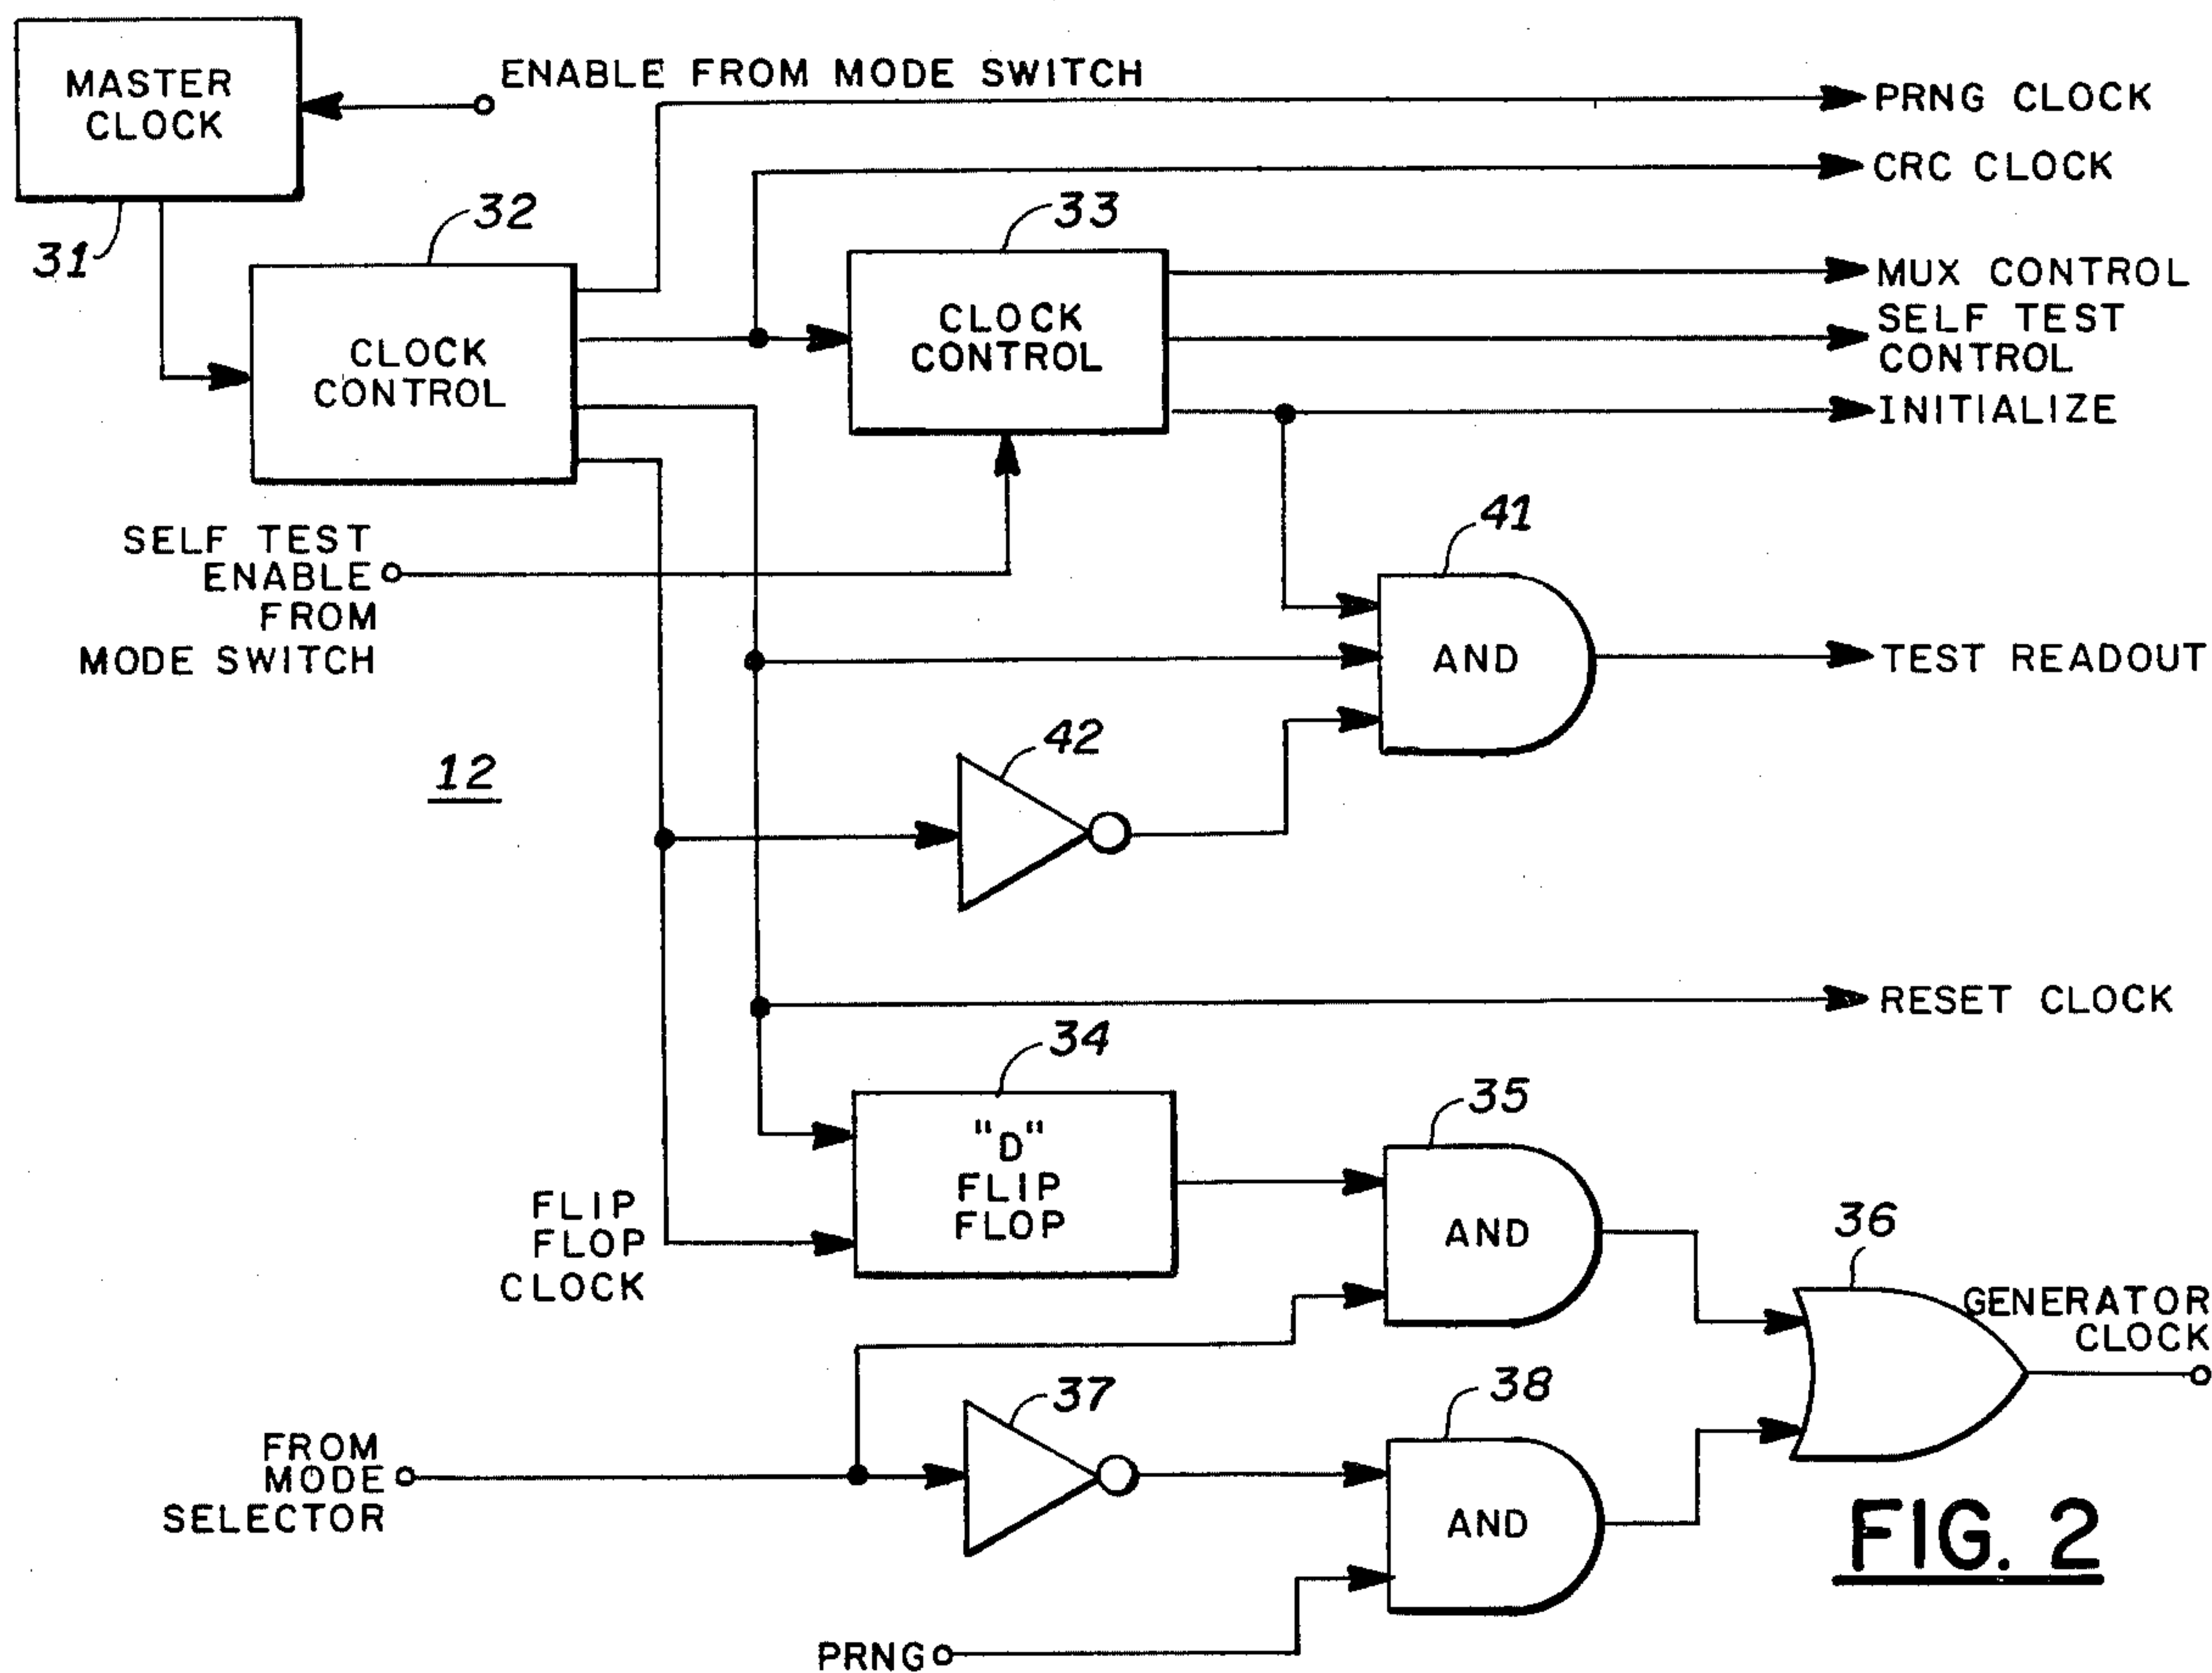 MASTER
CLOCK
ENABLE FROM MODE SWITCH
PRNG CLOCK
CRC CLOCK
31
32
33
CLOCK
CONTROL
CLOCK
CONTROL
MUX CONTROL
SELF TEST
CONTROL
INITIALIZE
SELF TEST
ENABLE
FROM
MODE SWITCH
41
AND
TEST READOUT
42
12
RESET CLOCK
34
"D"
FLIP
FLOP
FLIP
FLOP
CLOCK
35
AND
36
GENERATOR
CLOCK
FROM
MODE
SELECTOR
37
38
AND
PRNG
FIG. 2